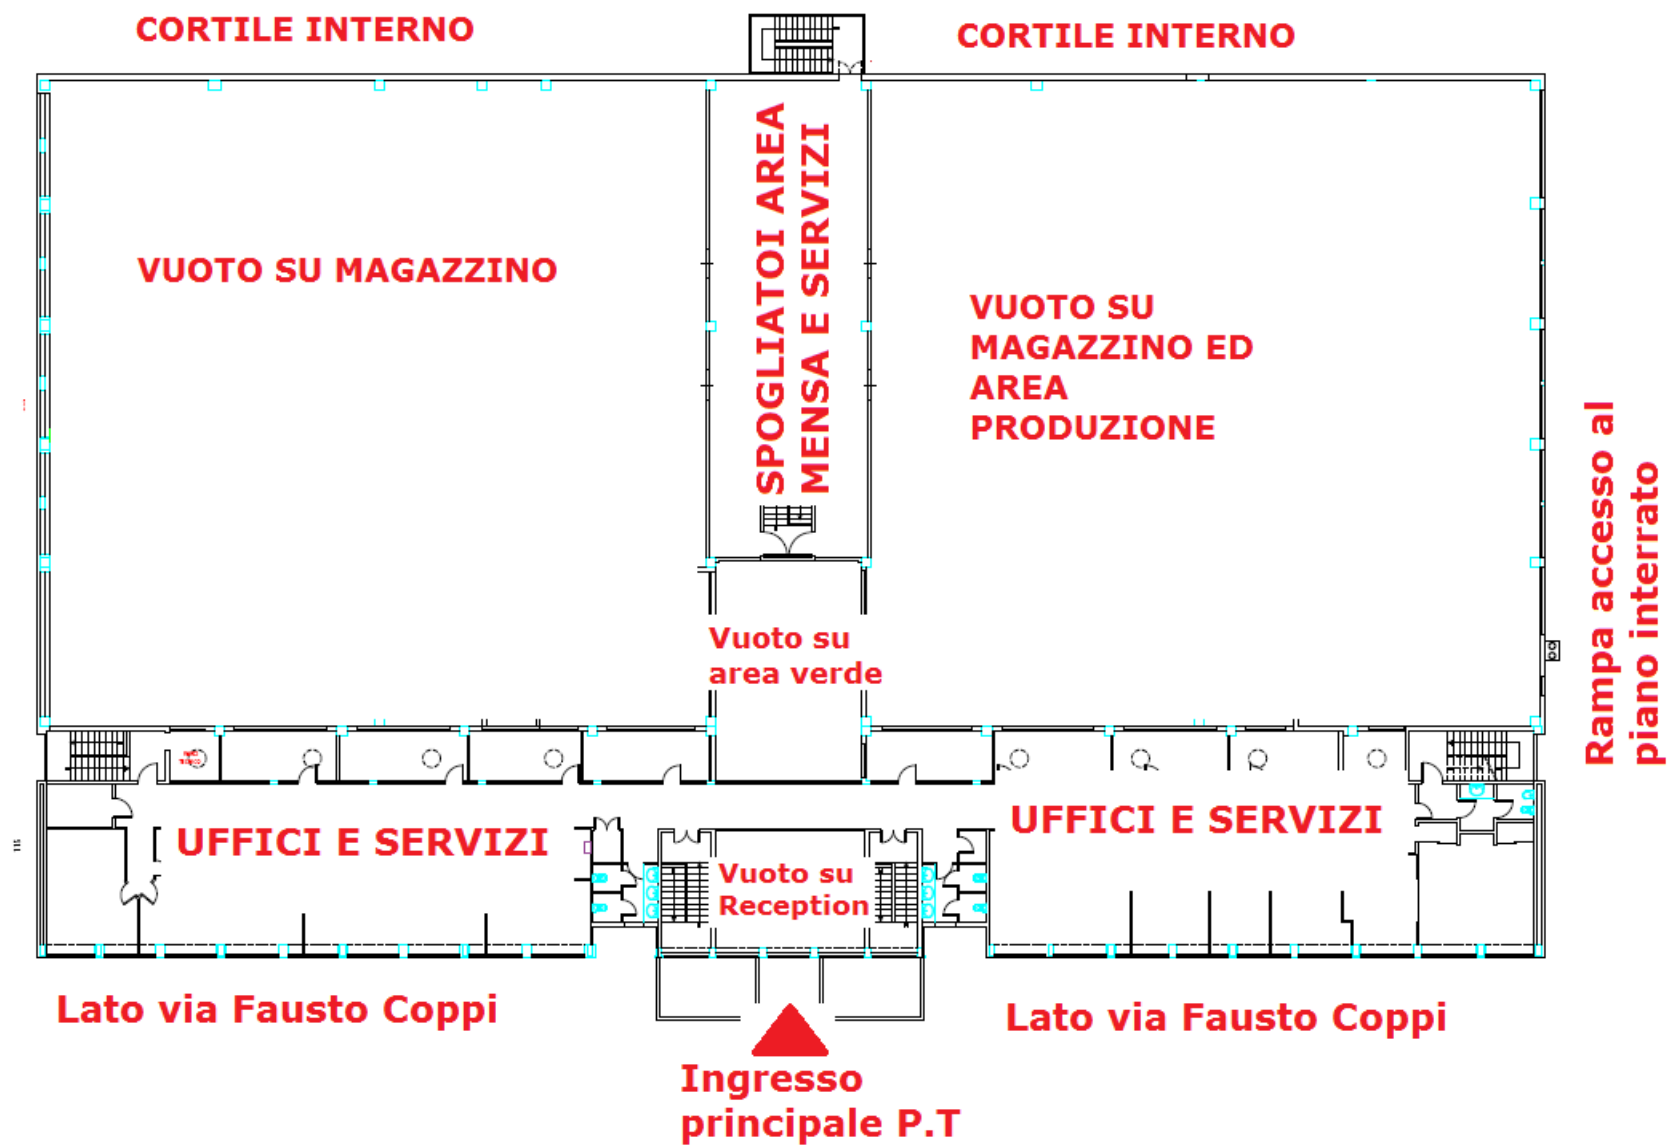 CORTILE INTERNO
CORTILE INTERNO
SPOGLIATOI AREA
MENSA E SERVIZI
VUOTO SU MAGAZZINO
VUOTO SU
MAGAZZINO ED
AREA
PRODUZIONE
Rampa accesso al
piano interrato
Vuoto su
area verde
UFFICI E SERVIZI
UFFICI E SERVIZI
Vuoto su
Reception
Lato via Fausto Coppi
Lato via Fausto Coppi
Ingresso
principale P.T